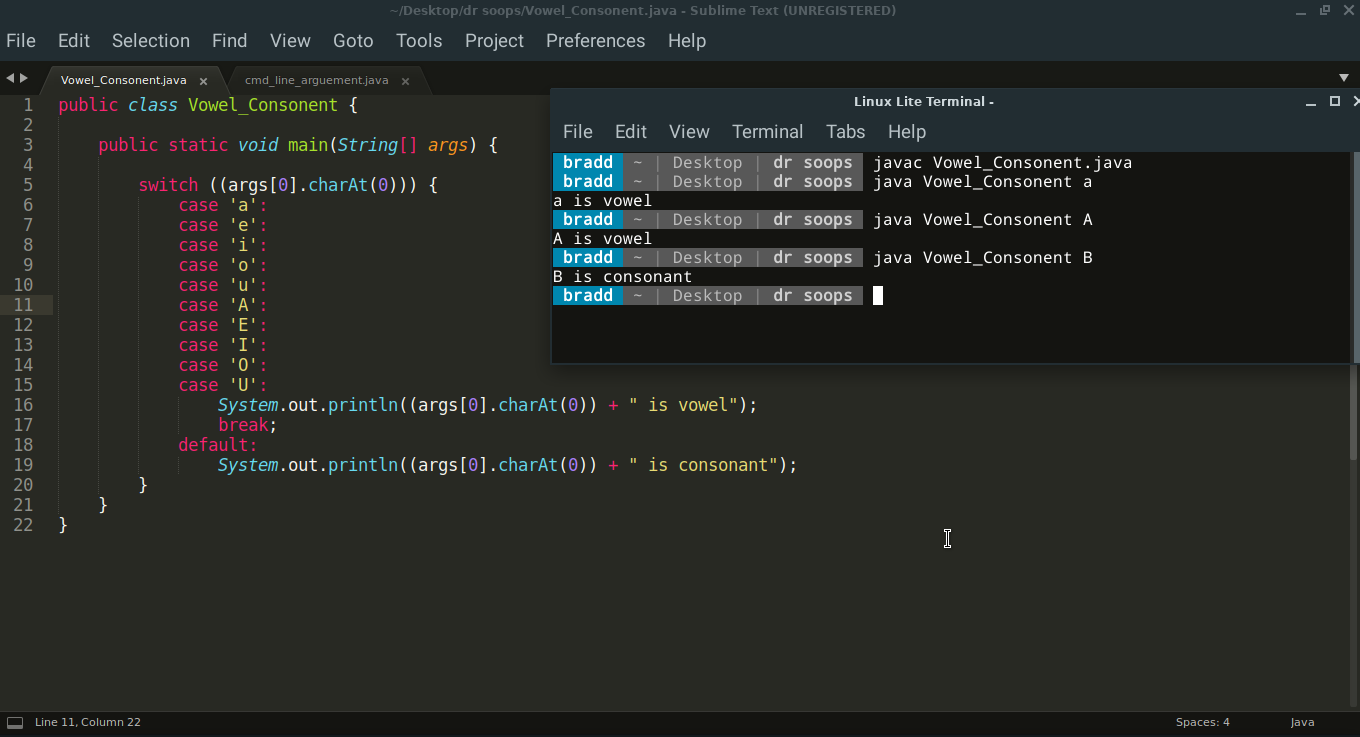 ~/Desktop/dr soops/Vowel_Consonent.java - Sublime Text (UNREGISTERED)
File Edit Selection Find View Goto Tools Project Preferences Help
Vowel_Consonent.java × cmd_line_arguement.java ×
1 public class Vowel_Consonent {
2
3 public static void main(String[] args) {
4
5 switch ((args[0].charAt(0))) {
6 case 'a':
7 case 'e':
8 case 'i':
9 case 'o':
10 case 'u':
11 case 'A':
12 case 'E':
13 case 'I':
14 case 'O':
15 case 'U':
16 System.out.println((args[0].charAt(0)) + " is vowel");
17 break;
18 default:
19 System.out.println((args[0].charAt(0)) + " is consonant");
20 }
21 }
22 }
Linux Lite Terminal -
File Edit View Terminal Tabs Help
bradd ~ | Desktop | dr soops javac Vowel_Consonent.java
bradd ~ | Desktop | dr soops java Vowel_Consonent a
a is vowel
bradd ~ | Desktop | dr soops java Vowel_Consonent A
A is vowel
bradd ~ | Desktop | dr soops java Vowel_Consonent B
B is consonant
bradd ~ | Desktop | dr soops
Line 11, Column 22 Spaces: 4 Java